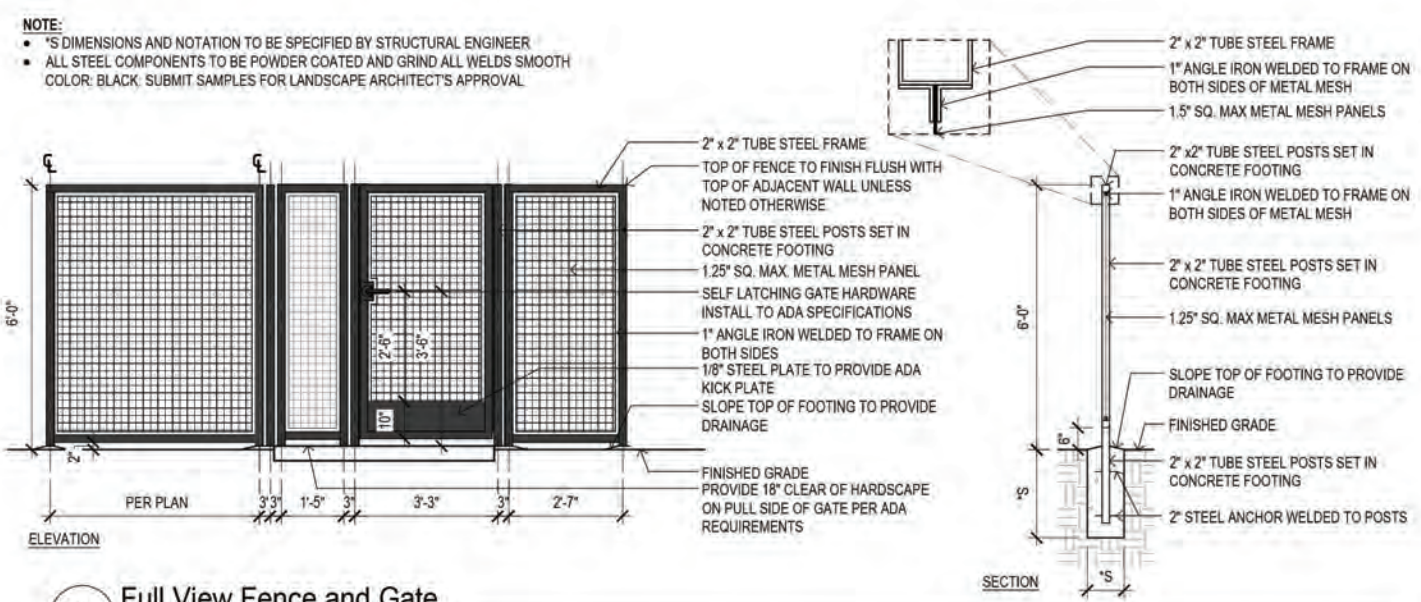 NOTE:
• *S DIMENSIONS AND NOTATION TO BE SPECIFIED BY STRUCTURAL ENGINEER
• ALL STEEL COMPONENTS TO BE POWDER COATED AND GRIND ALL WELDS SMOOTH
COLOR: BLACK: SUBMIT SAMPLES FOR LANDSCAPE ARCHITECT'S APPROVAL
℄
℄
6'-0"
2"
2'-6"
3'-6"
10"
PER PLAN
3"
3"
1'-5"
3"
3'-3"
3"
2'-7"
2" x 2" TUBE STEEL FRAME
TOP OF FENCE TO FINISH FLUSH WITH
TOP OF ADJACENT WALL UNLESS
NOTED OTHERWISE
2" x 2" TUBE STEEL POSTS SET IN
CONCRETE FOOTING
1.25" SQ. MAX. METAL MESH PANEL
SELF LATCHING GATE HARDWARE
INSTALL TO ADA SPECIFICATIONS
1" ANGLE IRON WELDED TO FRAME ON
BOTH SIDES
1/8" STEEL PLATE TO PROVIDE ADA
KICK PLATE
SLOPE TOP OF FOOTING TO PROVIDE
DRAINAGE
FINISHED GRADE
PROVIDE 18" CLEAR OF HARDSCAPE
ON PULL SIDE OF GATE PER ADA
REQUIREMENTS
ELEVATION
2" x 2" TUBE STEEL FRAME
1" ANGLE IRON WELDED TO FRAME ON
BOTH SIDES OF METAL MESH
1.5" SQ. MAX METAL MESH PANELS
2" x2" TUBE STEEL POSTS SET IN
CONCRETE FOOTING
1" ANGLE IRON WELDED TO FRAME ON
BOTH SIDES OF METAL MESH
2" x 2" TUBE STEEL POSTS SET IN
CONCRETE FOOTING
1.25" SQ. MAX METAL MESH PANELS
SLOPE TOP OF FOOTING TO PROVIDE
DRAINAGE
FINISHED GRADE
2" x 2" TUBE STEEL POSTS SET IN
CONCRETE FOOTING
2" STEEL ANCHOR WELDED TO POSTS
6'-0"
6"
*S
*S
SECTION
Full View Fence and Gate